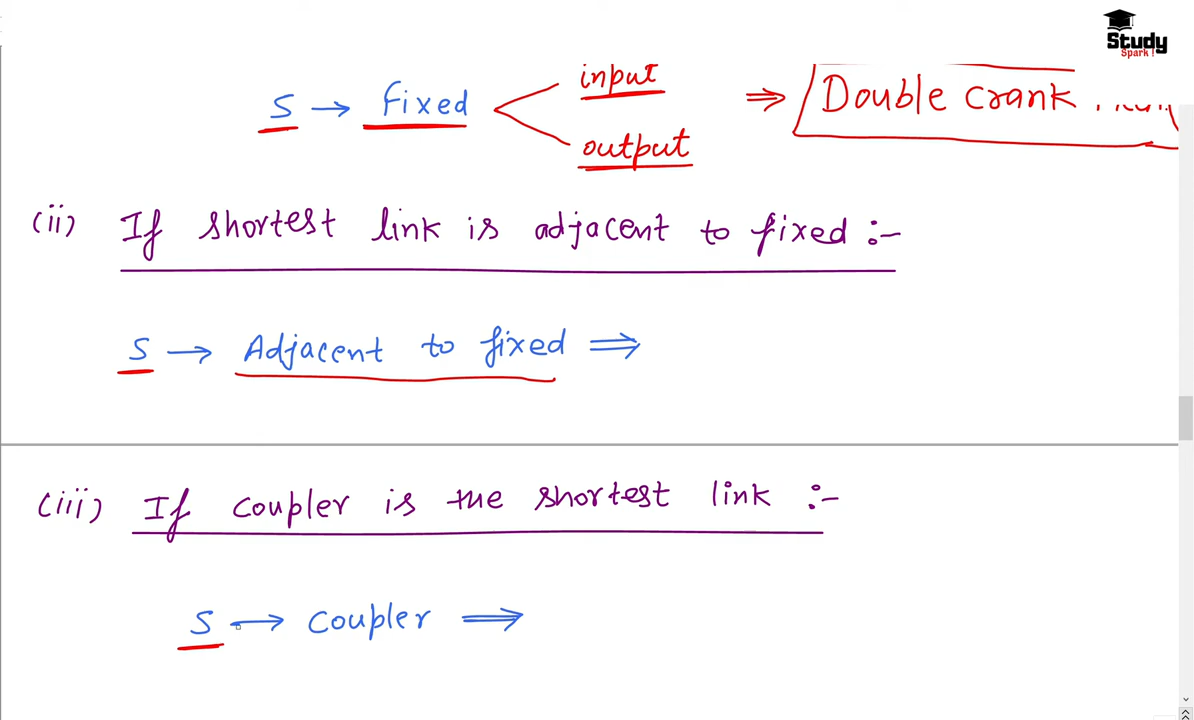 Study
Spark !
input
S → fixed ⇒ Double crank
output
(ii) If shortest link is adjacent to fixed :-
S → Adjacent to fixed ⇒
(iii) If coupler is the shortest link :-
S → coupler ⇒